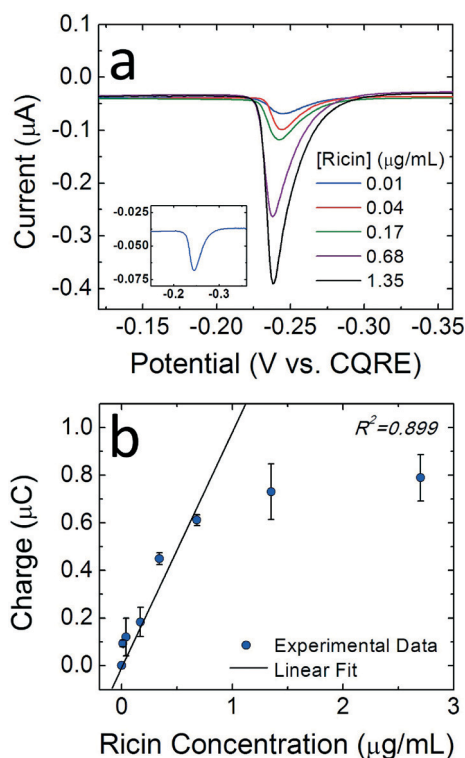 a
0.1
0.0
-0.1
-0.2
-0.3
-0.4
Current (μA)
[Ricin] (μg/mL)
0.01
0.04
0.17
0.68
1.35
-0.025
-0.050
-0.075
-0.2 -0.3
-0.15 -0.20 -0.25 -0.30 -0.35
Potential (V vs. CQRE)
b
R²=0.899
1.0
0.8
0.6
0.4
0.2
0.0
Charge (μC)
Experimental Data
Linear Fit
0 1 2 3
Ricin Concentration (μg/mL)